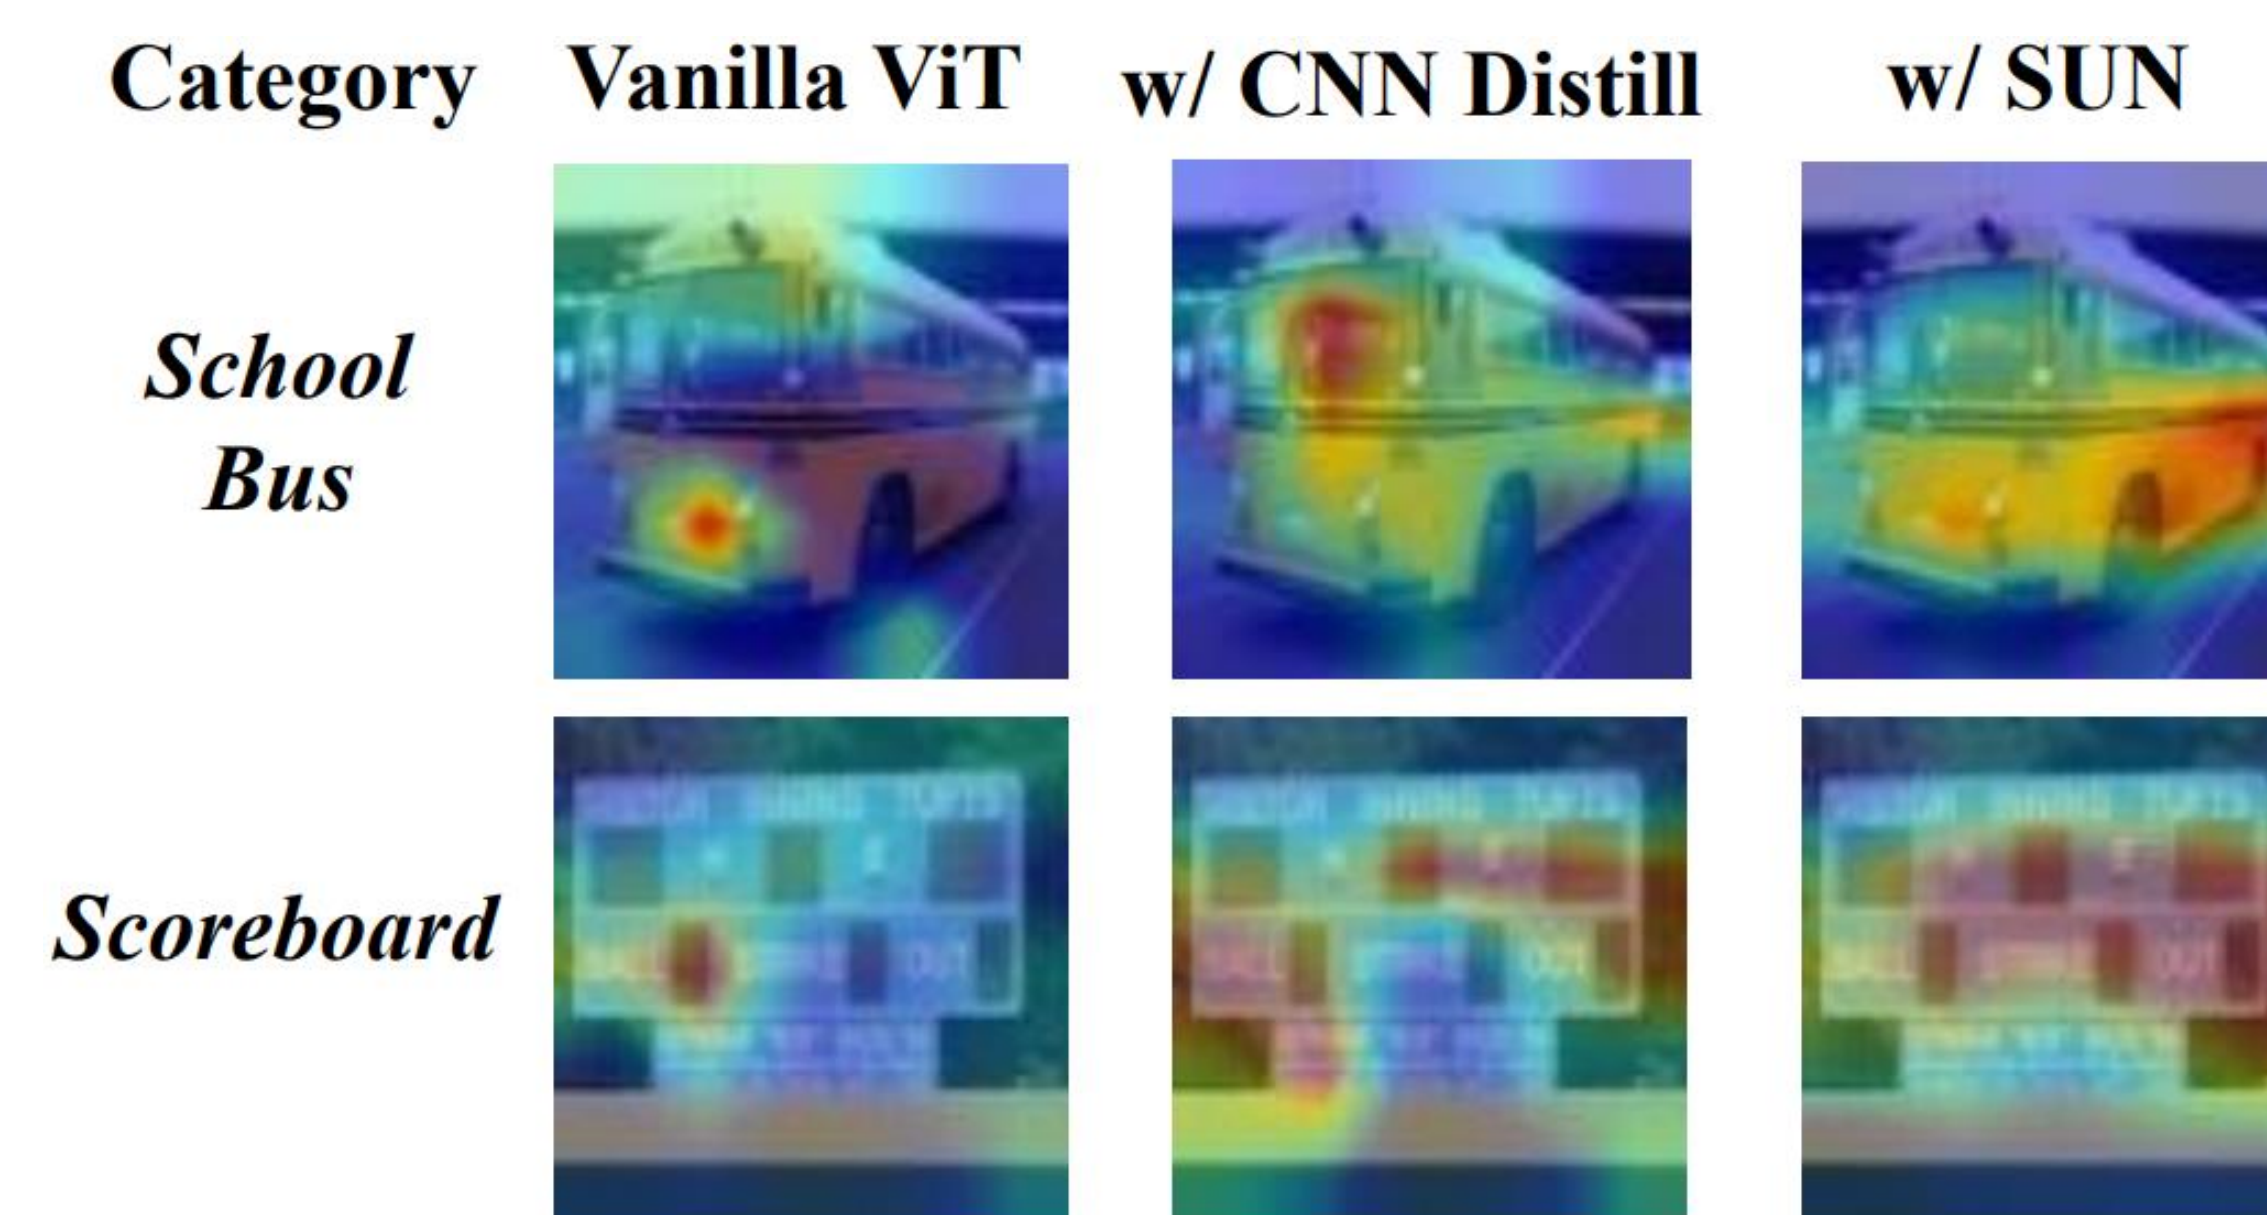 Category Vanilla ViT w/ CNN Distill w/ SUN
School
Bus
Scoreboard